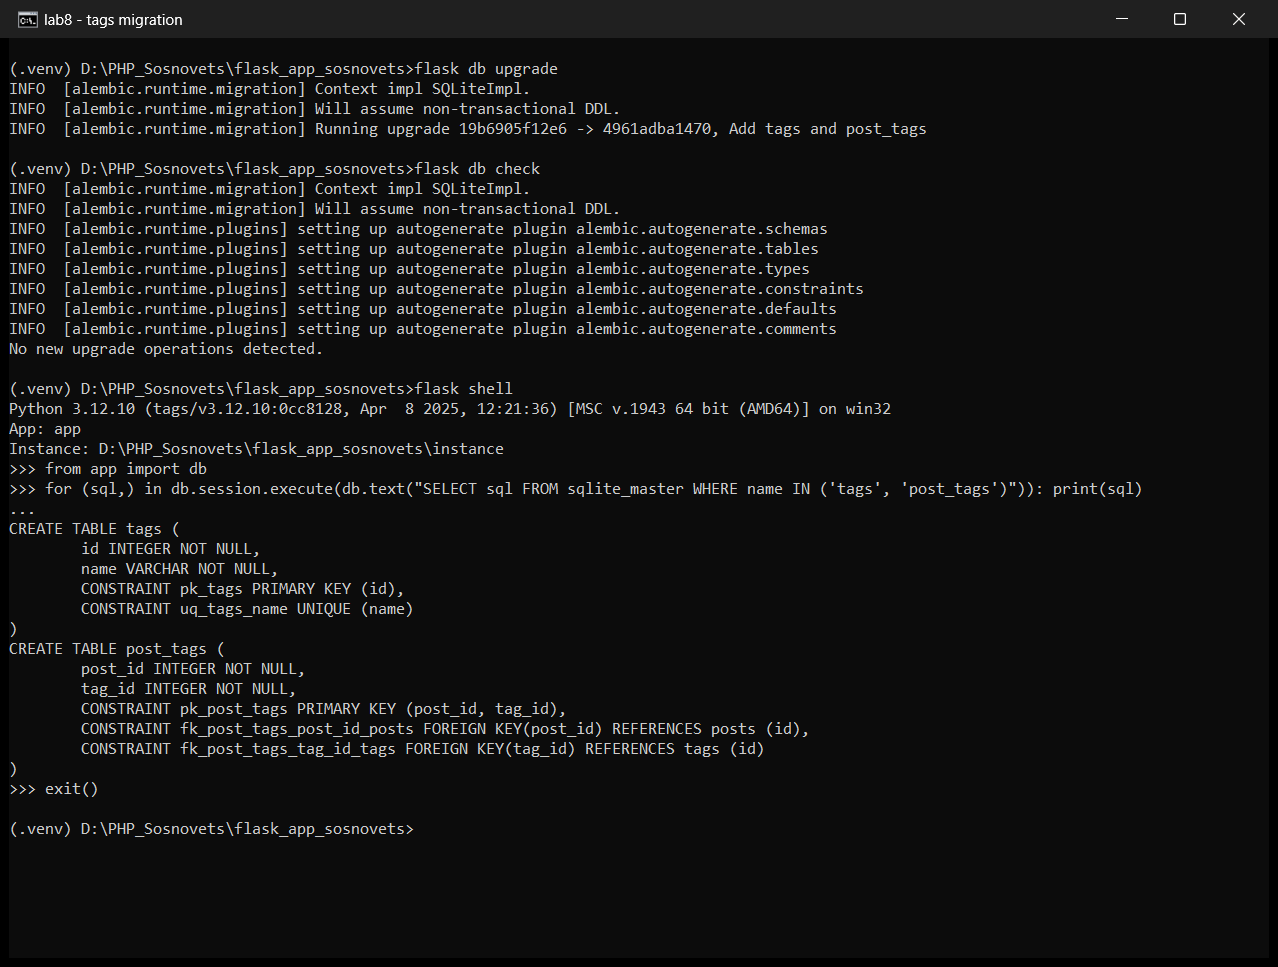 lab8 - tags migration
(.venv) D:\PHP_Sosnovets\flask_app_sosnovets>flask db upgrade
INFO  [alembic.runtime.migration] Context impl SQLiteImpl.
INFO  [alembic.runtime.migration] Will assume non-transactional DDL.
INFO  [alembic.runtime.migration] Running upgrade 19b6905f12e6 -> 4961adba1470, Add tags and post_tags
(.venv) D:\PHP_Sosnovets\flask_app_sosnovets>flask db check
INFO  [alembic.runtime.migration] Context impl SQLiteImpl.
INFO  [alembic.runtime.migration] Will assume non-transactional DDL.
INFO  [alembic.runtime.plugins] setting up autogenerate plugin alembic.autogenerate.schemas
INFO  [alembic.runtime.plugins] setting up autogenerate plugin alembic.autogenerate.tables
INFO  [alembic.runtime.plugins] setting up autogenerate plugin alembic.autogenerate.types
INFO  [alembic.runtime.plugins] setting up autogenerate plugin alembic.autogenerate.constraints
INFO  [alembic.runtime.plugins] setting up autogenerate plugin alembic.autogenerate.defaults
INFO  [alembic.runtime.plugins] setting up autogenerate plugin alembic.autogenerate.comments
No new upgrade operations detected.
(.venv) D:\PHP_Sosnovets\flask_app_sosnovets>flask shell
Python 3.12.10 (tags/v3.12.10:0cc8128, Apr  8 2025, 12:21:36) [MSC v.1943 64 bit (AMD64)] on win32
App: app
Instance: D:\PHP_Sosnovets\flask_app_sosnovets\instance
>>> from app import db
>>> for (sql,) in db.session.execute(db.text("SELECT sql FROM sqlite_master WHERE name IN ('tags', 'post_tags')")): print(sql)
...
CREATE TABLE tags (
        id INTEGER NOT NULL,
        name VARCHAR NOT NULL,
        CONSTRAINT pk_tags PRIMARY KEY (id),
        CONSTRAINT uq_tags_name UNIQUE (name)
)
CREATE TABLE post_tags (
        post_id INTEGER NOT NULL,
        tag_id INTEGER NOT NULL,
        CONSTRAINT pk_post_tags PRIMARY KEY (post_id, tag_id),
        CONSTRAINT fk_post_tags_post_id_posts FOREIGN KEY(post_id) REFERENCES posts (id),
        CONSTRAINT fk_post_tags_tag_id_tags FOREIGN KEY(tag_id) REFERENCES tags (id)
)
>>> exit()
(.venv) D:\PHP_Sosnovets\flask_app_sosnovets>